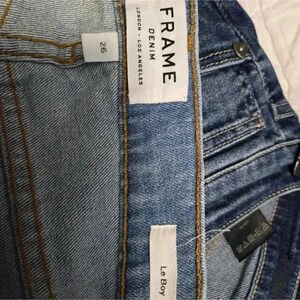 FRAME
DENIM
LONDON - LOS ANGELES
26
Le Boy